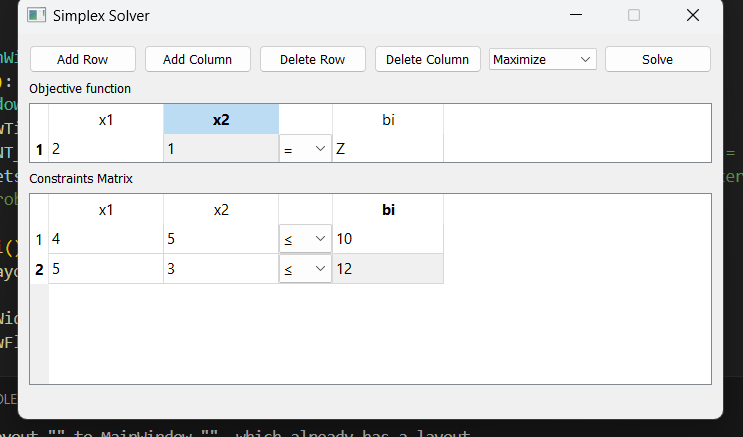 Simplex Solver
Add Row Add Column Delete Row Delete Column Maximize Solve
Objective function
x1 x2 bi
1 2 1 = Z
Constraints Matrix
x1 x2 bi
1 4 5 ≤ 10
2 5 3 ≤ 12
ayout "" to MainWindow "", which already has a layout